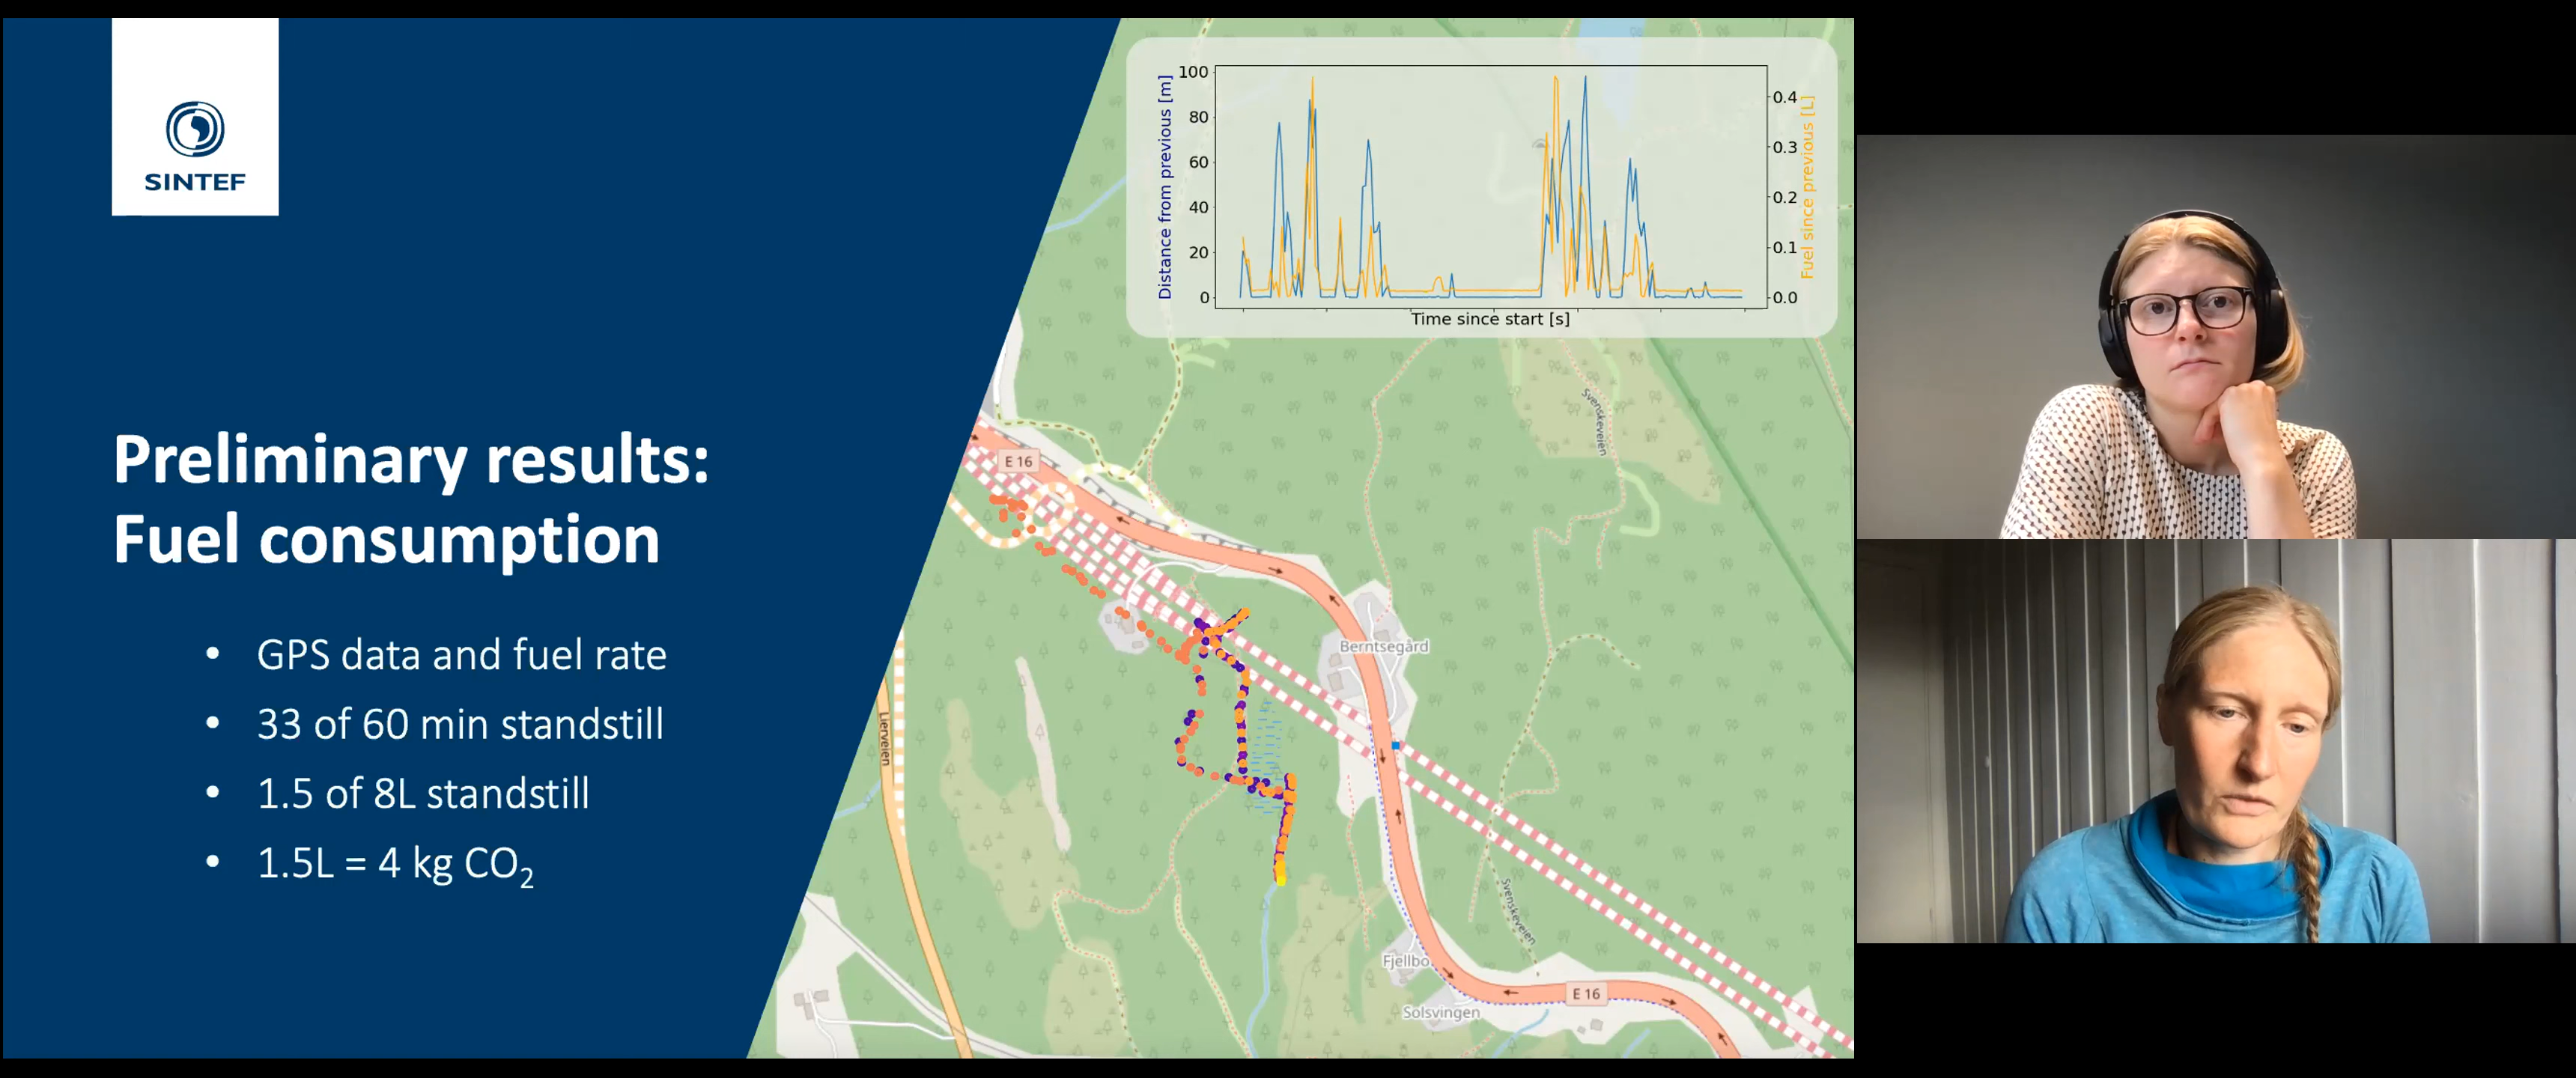 SINTEF
Preliminary results:
Fuel consumption
• GPS data and fuel rate
• 33 of 60 min standstill
• 1.5 of 8L standstill
• 1.5L = 4 kg CO₂
Distance from previous [m]
100
80
60
40
20
0
0.4
0.3
0.2
0.1
0.0
Fuel since previous [L]
Time since start [s]
Svenskeveien
E 16
Berntsegård
Lierveien
Svenskeveien
Fjellbo
E 16
Solsvingen